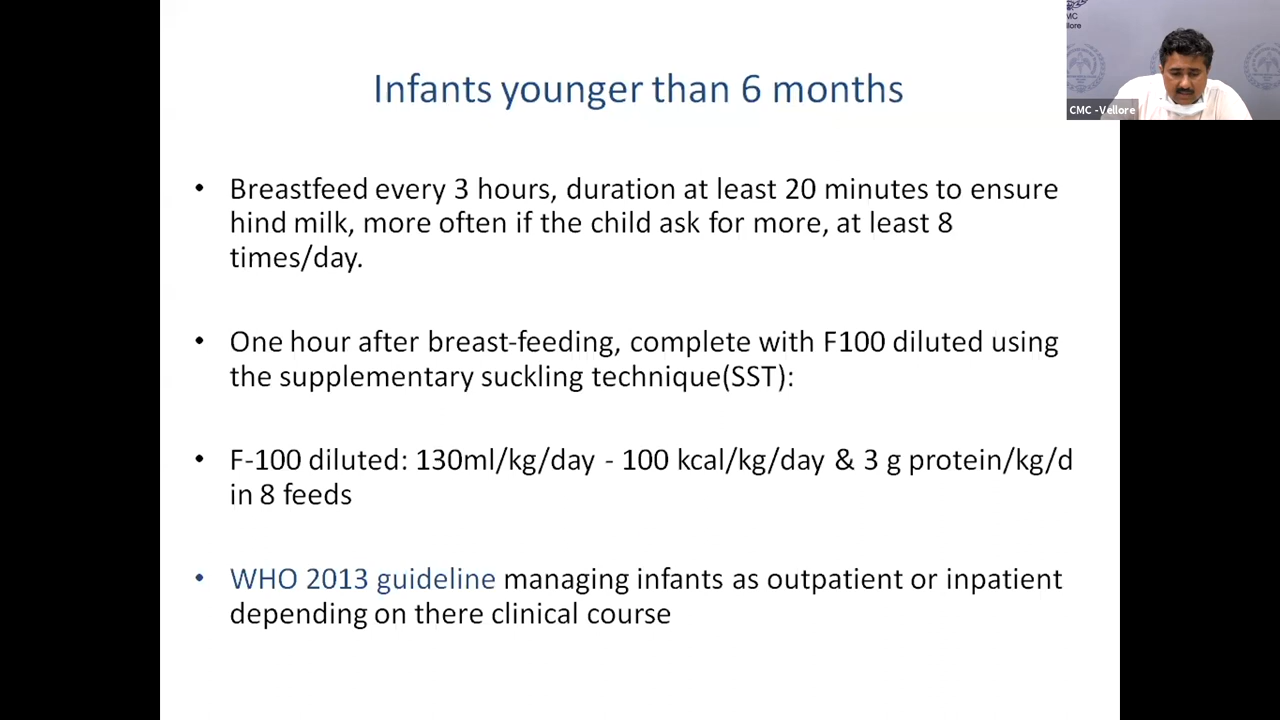 Infants younger than 6 months
MC
llore
CMC -Vellore
• Breastfeed every 3 hours, duration at least 20 minutes to ensure
hind milk, more often if the child ask for more, at least 8
times/day.
• One hour after breast-feeding, complete with F100 diluted using
the supplementary suckling technique(SST):
• F-100 diluted: 130ml/kg/day - 100 kcal/kg/day & 3 g protein/kg/d
in 8 feeds
• WHO 2013 guideline managing infants as outpatient or inpatient
depending on there clinical course